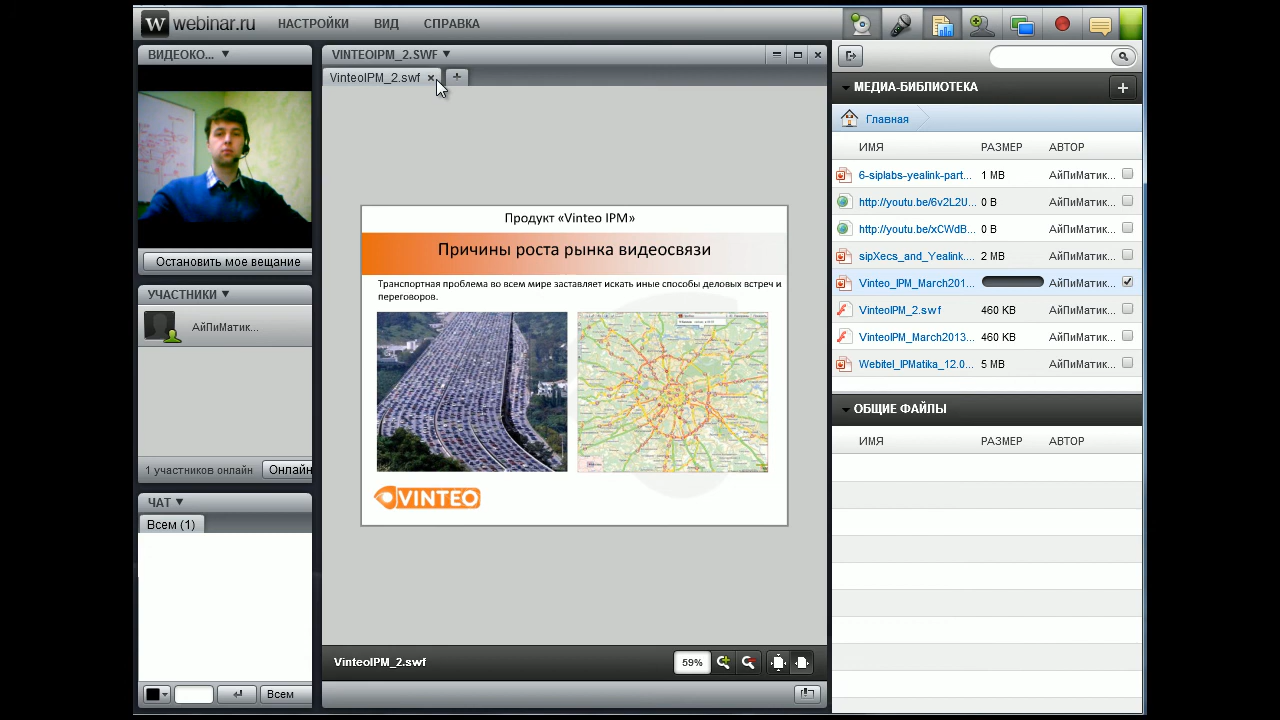 webinar.ru НАСТРОЙКИ ВИД СПРАВКА
ВИДЕОКО...
Остановить мое вещание
УЧАСТНИКИ
АйПиМатик...
1 участников онлайн Онлайн
ЧАТ
Всем (1)
Всем
VINTEOIPM_2.SWF
VinteoIPM_2.swf
Продукт «Vinteo IPM»
Причины роста рынка видеосвязи
Транспортная проблема во всем мире заставляет искать иные способы деловых встреч и
переговоров.
VINTEO
VinteoIPM_2.swf 59%
МЕДИА-БИБЛИОТЕКА
Главная
ИМЯ РАЗМЕР АВТОР
6-siplabs-yealink-part... 1 MB АйПиМатик...
http://youtu.be/6v2L2U... 0 B АйПиМатик...
http://youtu.be/xCWdB... 0 B АйПиМатик...
sipXecs_and_Yealink.... 2 MB АйПиМатик...
Vinteo_IPM_March201... АйПиМатик...
VinteoIPM_2.swf 460 KB АйПиМатик...
VinteoIPM_March2013... 460 KB АйПиМатик...
Webitel_IPMatika_12.0... 5 MB АйПиМатик...
ОБЩИЕ ФАЙЛЫ
ИМЯ РАЗМЕР АВТОР